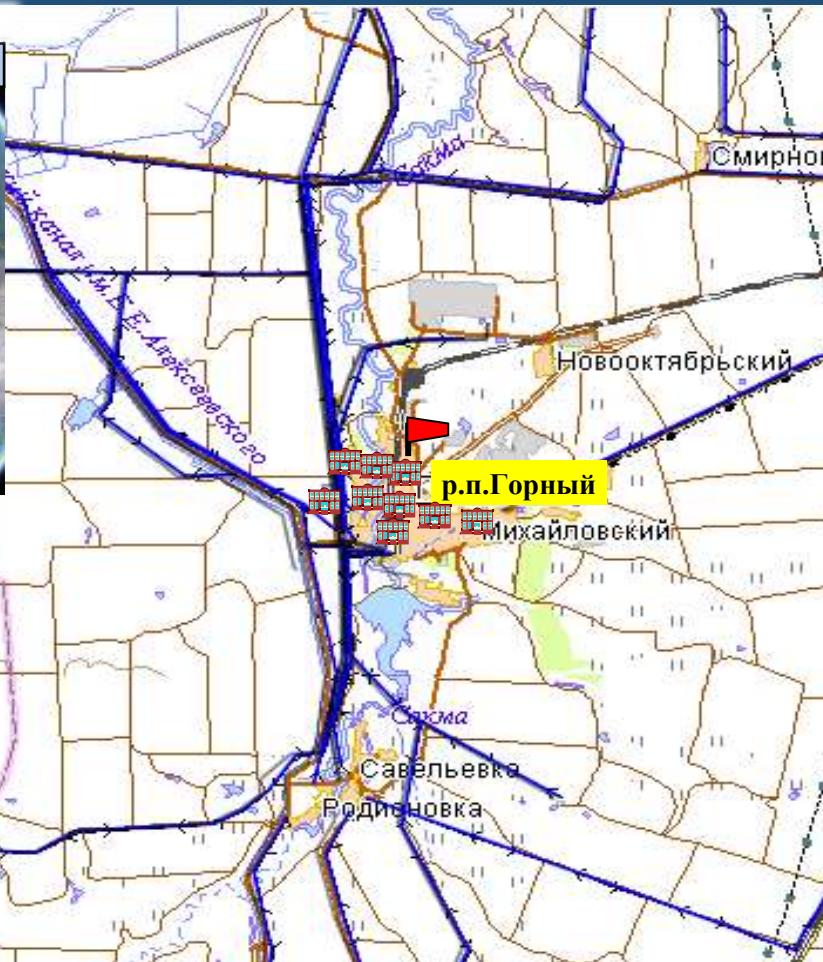 Сакма
Смирнов
канал им. Е. Е. Алексеевского
Новооктябрьский
р.п.Горный
Михайловский
Сакма
Савельевка
Родионовка